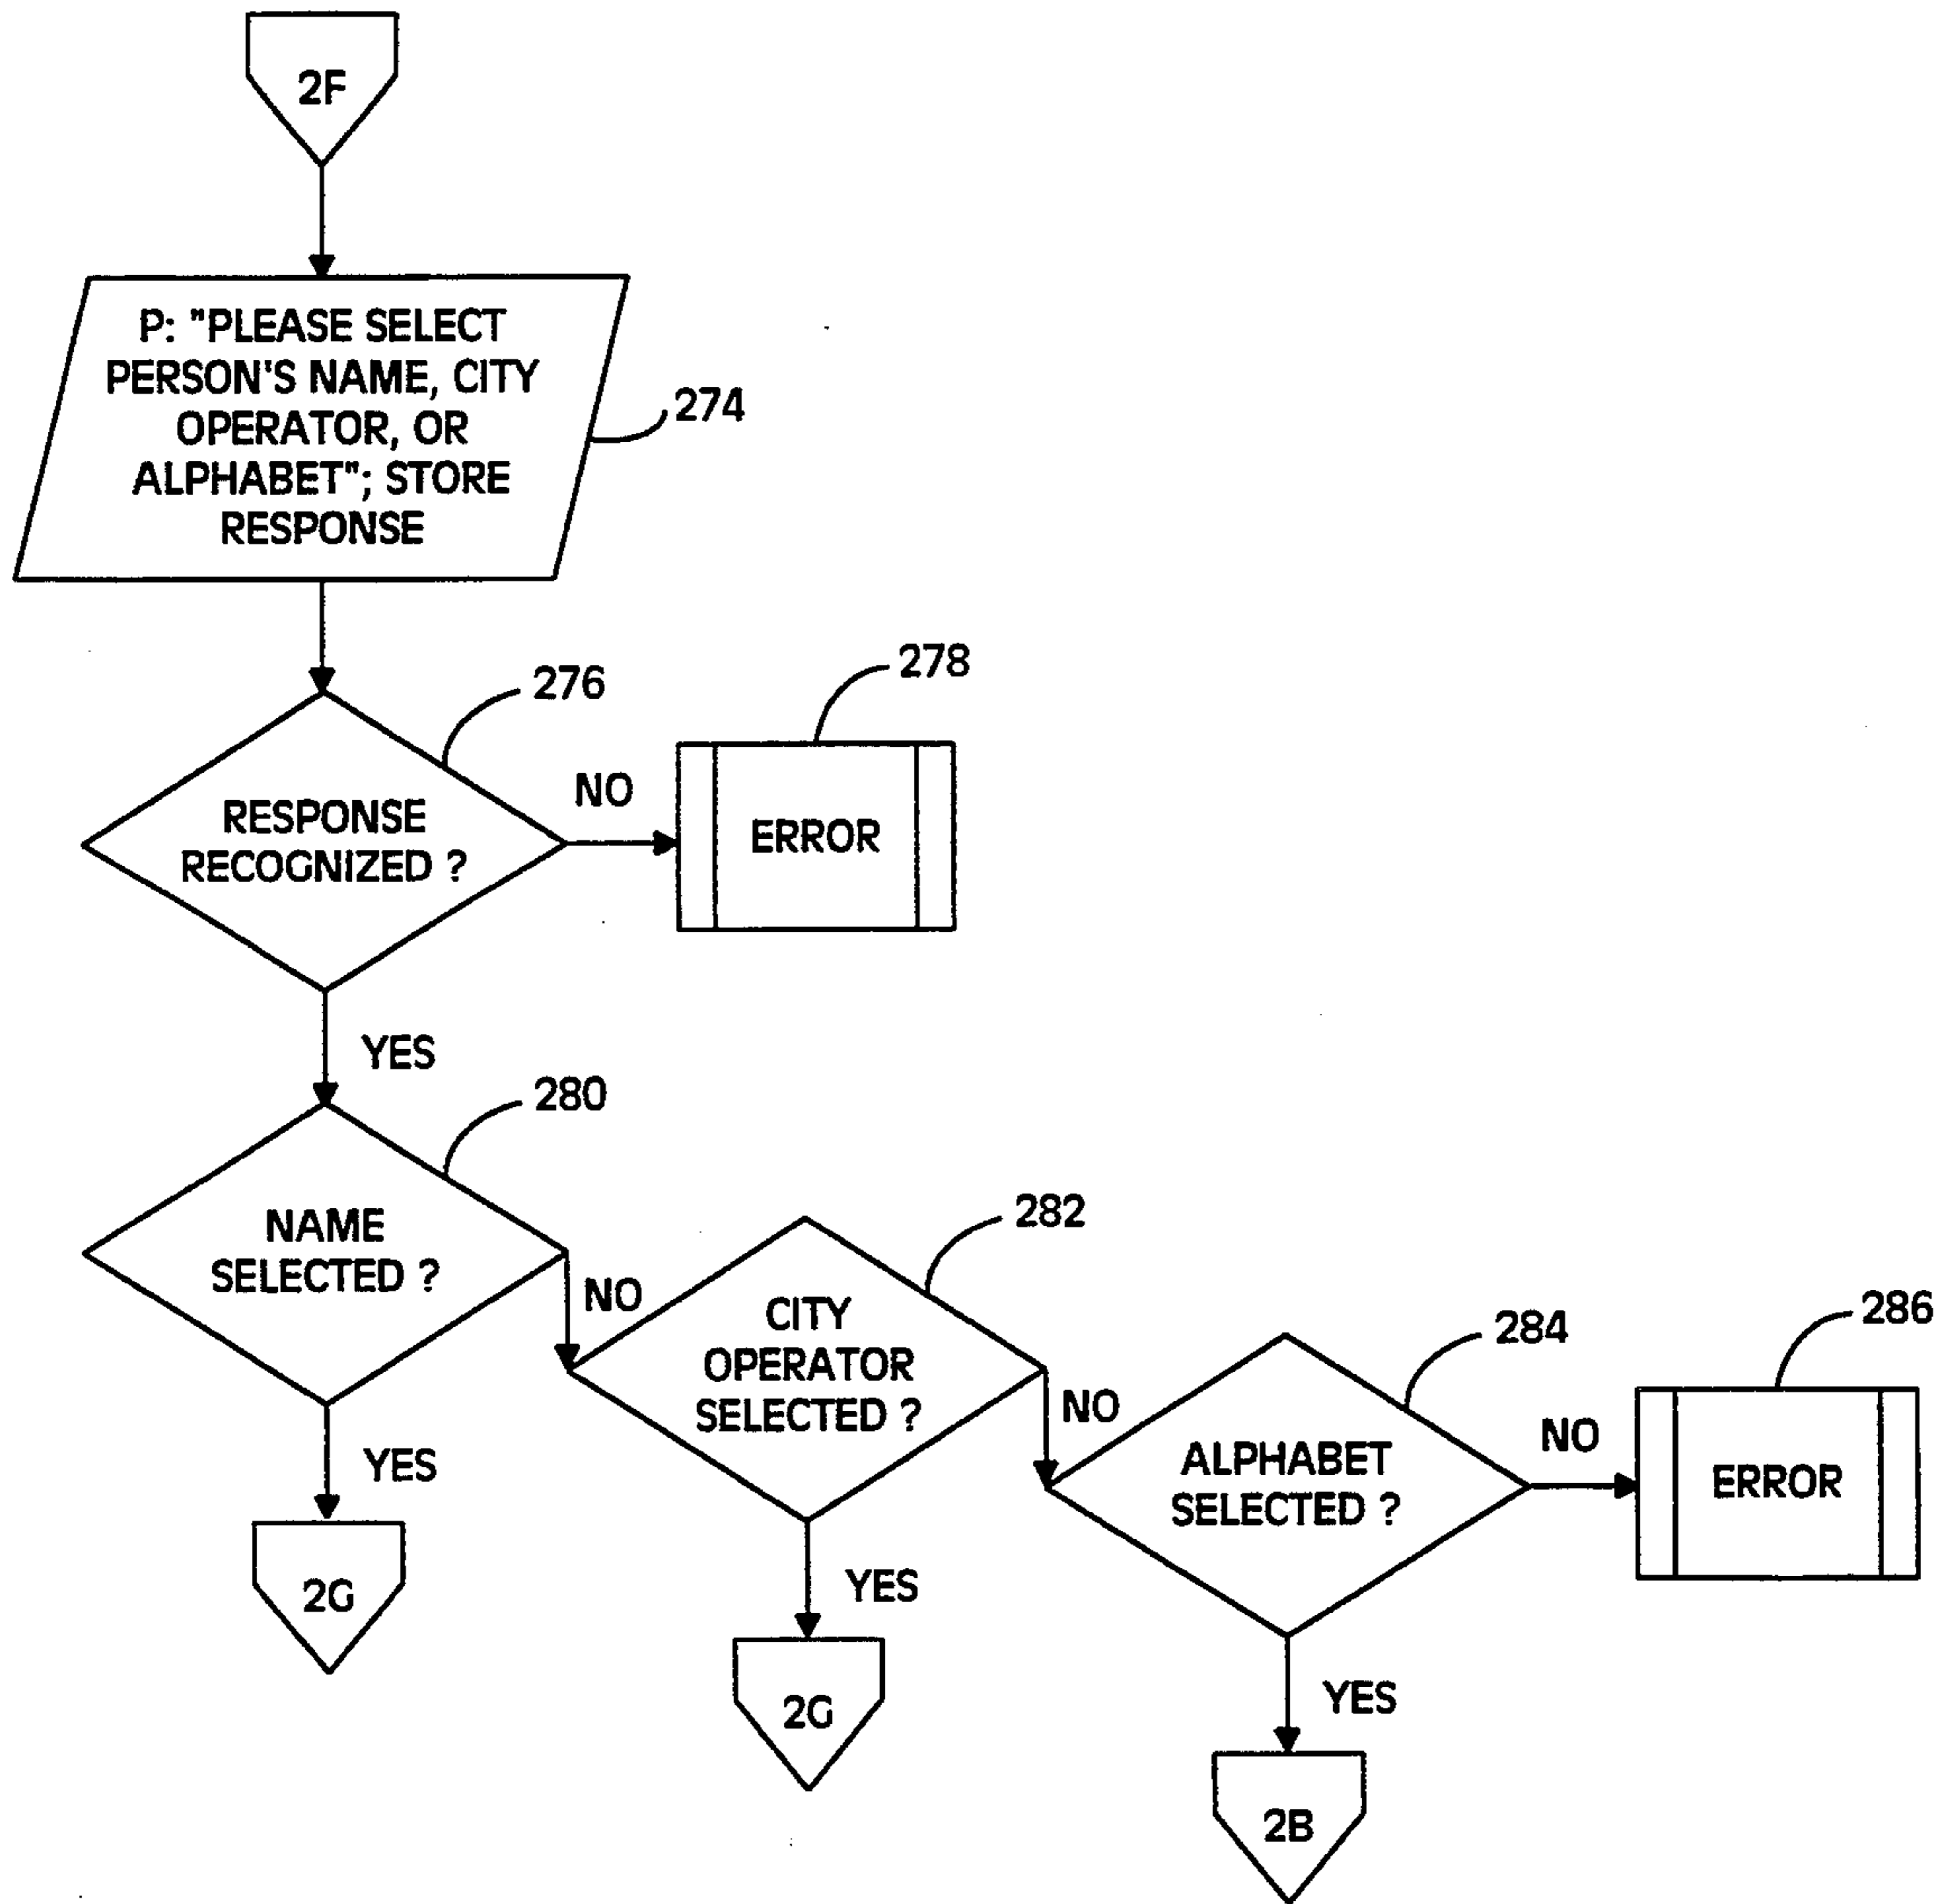 2F
P: "PLEASE SELECT
PERSON'S NAME, CITY
OPERATOR, OR
ALPHABET"; STORE
RESPONSE
274
276
278
RESPONSE
RECOGNIZED ?
NO
ERROR
YES
280
NAME
SELECTED ?
NO
282
CITY
OPERATOR
SELECTED ?
NO
284
ALPHABET
SELECTED ?
NO
286
ERROR
YES
2G
YES
2G
YES
2B